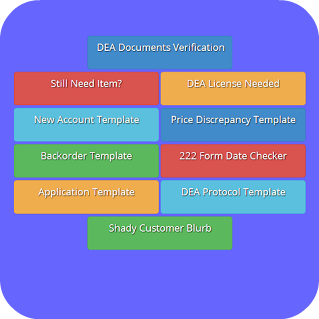 DEA Documents Verification
Still Need Item?
DEA License Needed
New Account Template
Price Discrepancy Template
Backorder Template
222 Form Date Checker
Application Template
DEA Protocol Template
Shady Customer Blurb